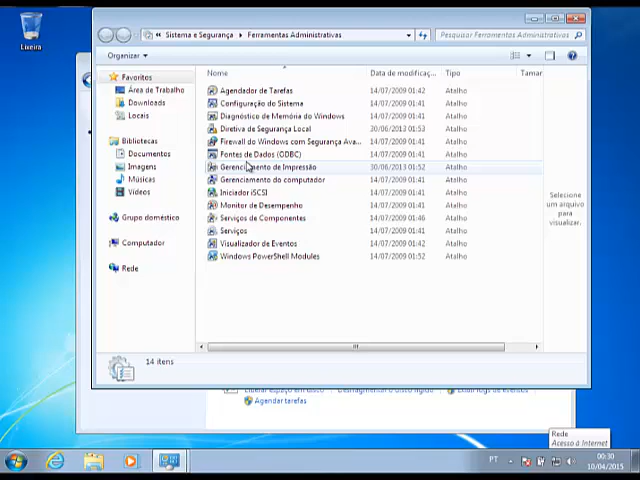 Lixeira
Sistema e Segurança
Ferramentas Administrativas
Pesquisar Ferramentas Administrativas
Organizar
Nome
Data de modificaç...
Tipo
Tamar
Favoritos
Área de Trabalho
Downloads
Locais
Bibliotecas
Documentos
Imagens
Músicas
Vídeos
Grupo doméstico
Computador
Rede
Agendador de Tarefas 14/07/2009 01:42 Atalho
Configuração do Sistema 14/07/2009 01:41 Atalho
Diagnóstico de Memória do Windows 14/07/2009 01:41 Atalho
Diretiva de Segurança Local 30/06/2013 01:53 Atalho
Firewall do Windows com Segurança Ava... 14/07/2009 01:41 Atalho
Fontes de Dados (ODBC) 14/07/2009 01:41 Atalho
Gerenciamento de Impressão 30/06/2013 01:52 Atalho
Gerenciamento do computador 14/07/2009 01:41 Atalho
Iniciador iSCSI 14/07/2009 01:41 Atalho
Monitor de Desempenho 14/07/2009 01:41 Atalho
Serviços de Componentes 14/07/2009 01:46 Atalho
Serviços 14/07/2009 01:41 Atalho
Visualizador de Eventos 14/07/2009 01:42 Atalho
Windows PowerShell Modules 14/07/2009 01:52 Atalho
Selecione
um arquivo
para
visualizar.
14 itens
Agendar tarefas
Rede
Acesso à Internet
PT
00:30
10/04/2015